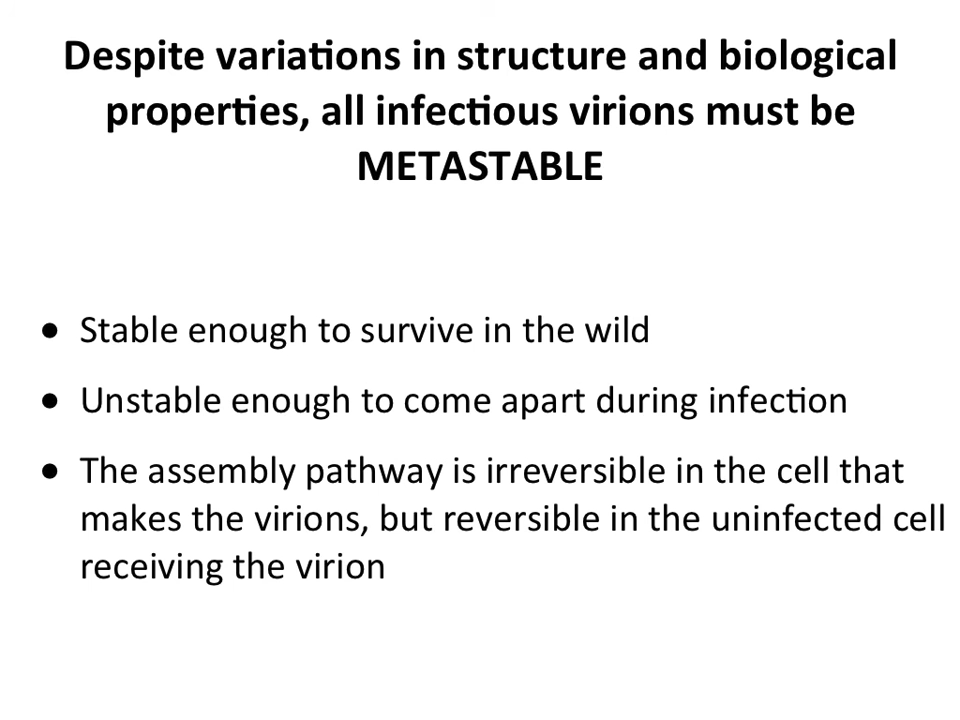 Despite variations in structure and biological
properties, all infectious virions must be
METASTABLE
● Stable enough to survive in the wild
● Unstable enough to come apart during infection
● The assembly pathway is irreversible in the cell that
makes the virions, but reversible in the uninfected cell
receiving the virion